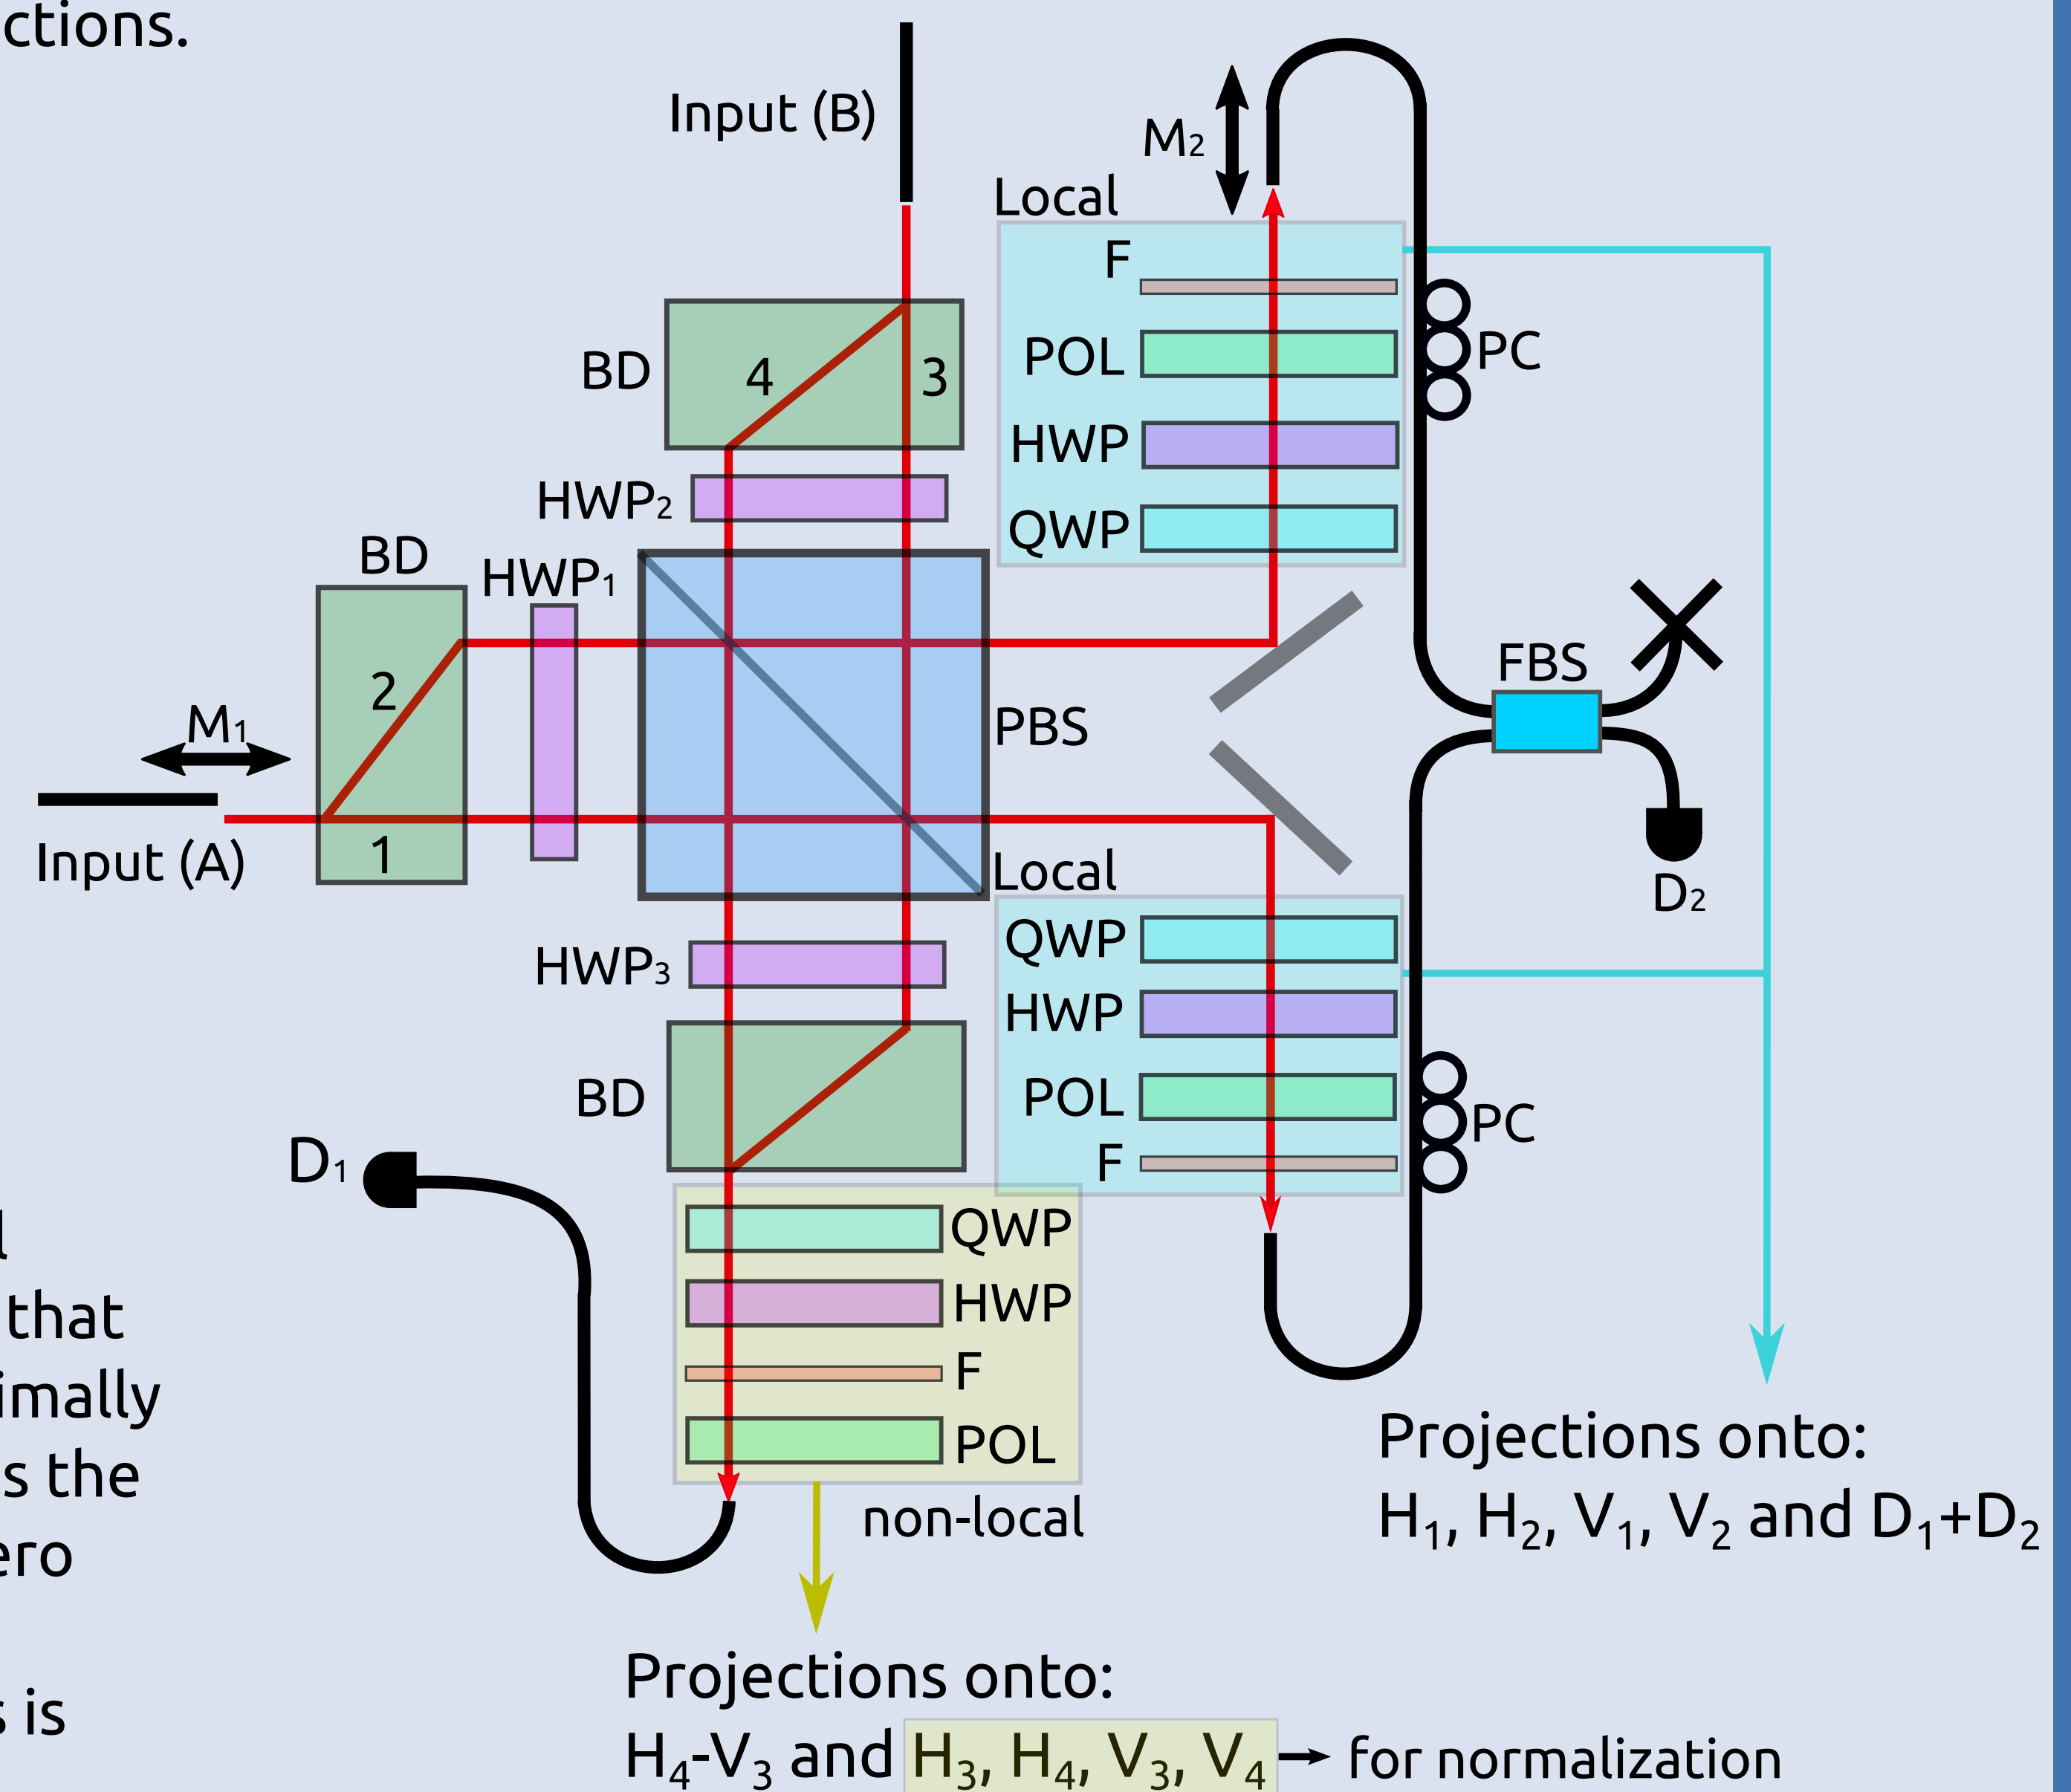 ctions.
Input (B)
M2
Local
F
POL
HWP
QWP
PC
BD
4
3
HWP2
BD
HWP1
2
1
M1
Input (A)
PBS
FBS
D2
Local
QWP
HWP
POL
F
PC
HWP3
BD
D1
QWP
HWP
F
POL
non-local
l
that
imally
s the
ero
s is
Projections onto:
H1, H2, V1, V2 and D1+D2
Projections onto:
H4-V3 and H3, H4, V3, V4 → for normalization